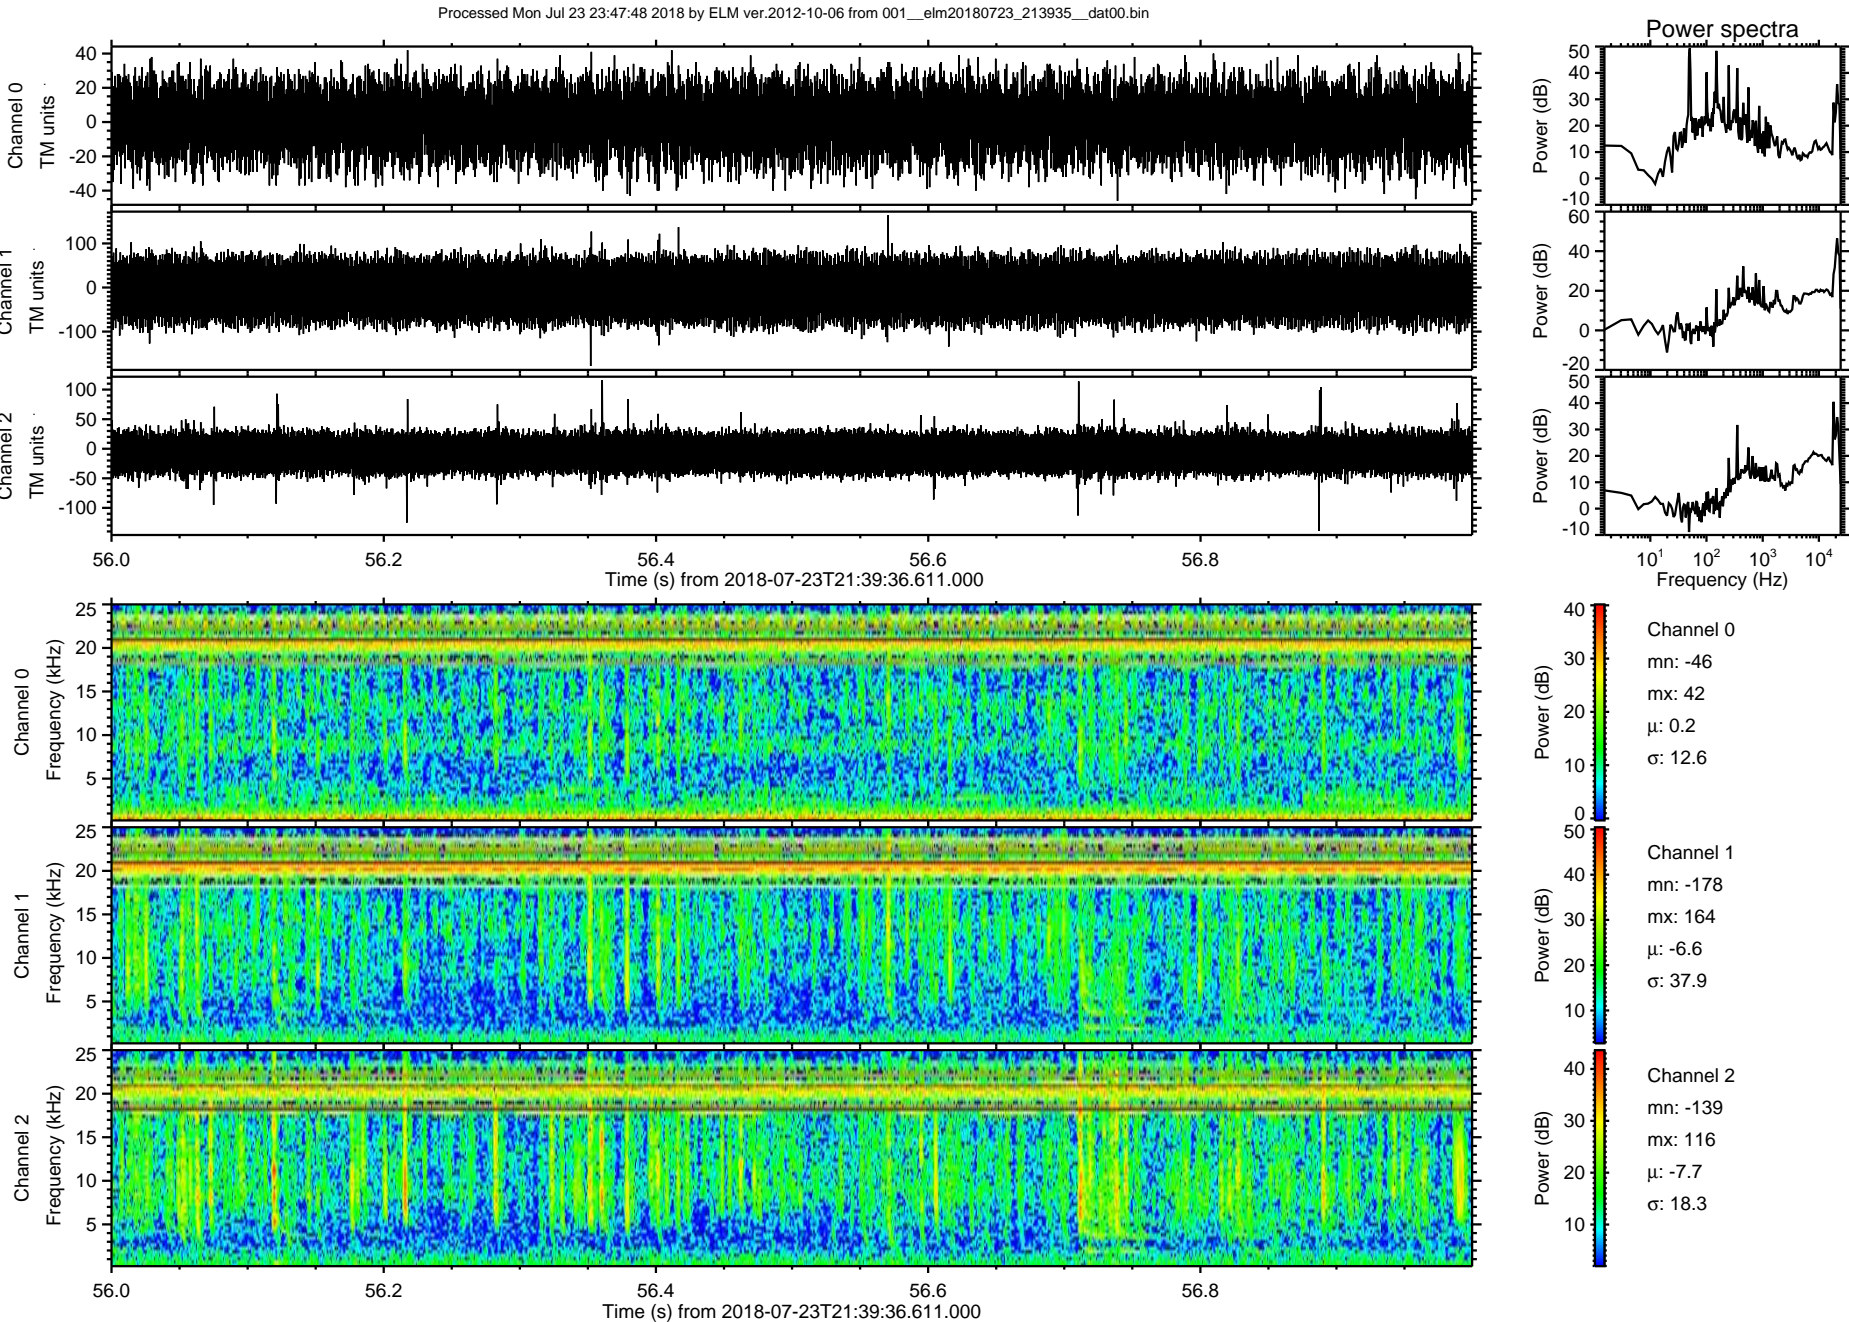 Processed Mon Jul 23 23:47:48 2018 by ELM ver.2012-10-06 from 001__elm20180723_213935__dat00.bin
Power spectra
Channel 0
TM units
40
20
0
-20
-40
Power (dB)
50
40
30
20
10
0
-10
Channel 1
TM units
100
0
-100
Power (dB)
60
40
20
0
-20
Channel 2
TM units
100
50
0
-50
-100
Power (dB)
50
40
30
20
10
0
-10
56.0 56.2 56.4 56.6 56.8
Time (s) from 2018-07-23T21:39:36.611.000
10^1 10^2 10^3 10^4
Frequency (Hz)
Channel 0
Frequency (kHz)
25
20
15
10
5
Power (dB)
40
30
20
10
0
Channel 0
mn: -46
mx: 42
μ: 0.2
σ: 12.6
Channel 1
Frequency (kHz)
25
20
15
10
5
Power (dB)
50
40
30
20
10
Channel 1
mn: -178
mx: 164
μ: -6.6
σ: 37.9
Channel 2
Frequency (kHz)
25
20
15
10
5
Power (dB)
40
30
20
10
Channel 2
mn: -139
mx: 116
μ: -7.7
σ: 18.3
56.0 56.2 56.4 56.6 56.8
Time (s) from 2018-07-23T21:39:36.611.000